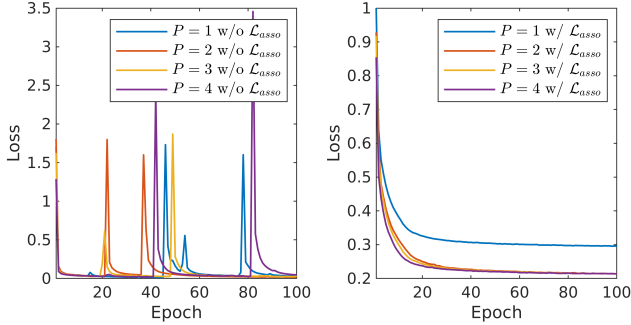 3.5
3
2.5
2
1.5
1
0.5
0
Loss
20 40 60 80 100
Epoch
P = 1 w/o ℒasso
P = 2 w/o ℒasso
P = 3 w/o ℒasso
P = 4 w/o ℒasso
1
0.9
0.8
0.7
0.6
0.5
0.4
0.3
0.2
Loss
20 40 60 80 100
Epoch
P = 1 w/ ℒasso
P = 2 w/ ℒasso
P = 3 w/ ℒasso
P = 4 w/ ℒasso